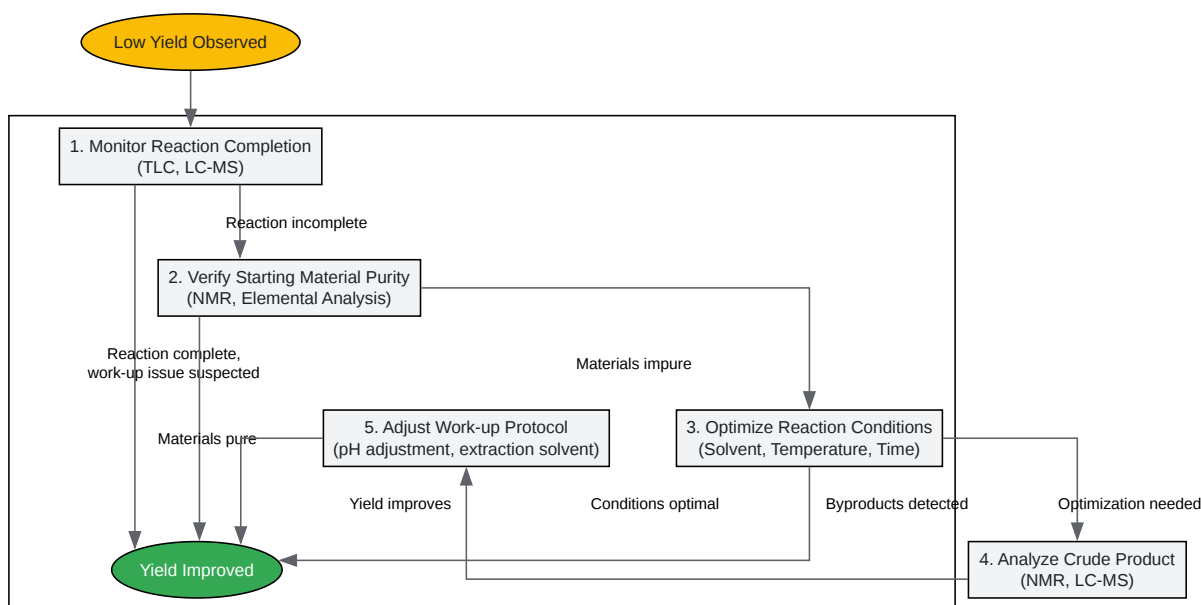 Low Yield Observed
1. Monitor Reaction Completion
(TLC, LC-MS)
Reaction incomplete
2. Verify Starting Material Purity
(NMR, Elemental Analysis)
Reaction complete,
work-up issue suspected
Materials impure
5. Adjust Work-up Protocol
(pH adjustment, extraction solvent)
3. Optimize Reaction Conditions
(Solvent, Temperature, Time)
Materials pure
Yield improves
Conditions optimal
Byproducts detected
Optimization needed
Yield Improved
4. Analyze Crude Product
(NMR, LC-MS)